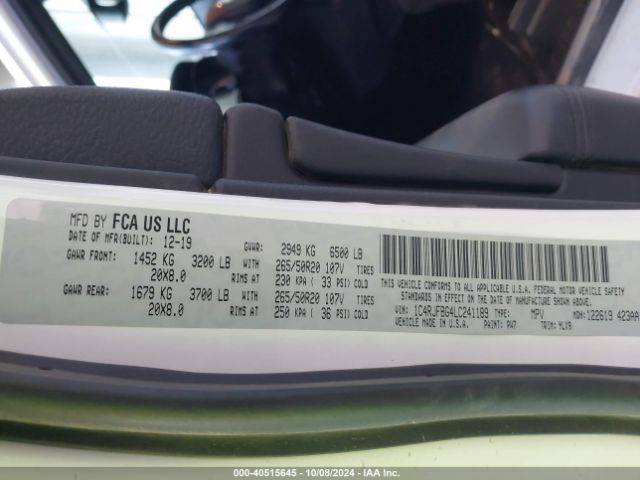 MFD BY FCA US LLC
DATE OF MFR(BUILT): 12-19 GVWR: 2949 KG 6500 LB
GAWR FRONT: 1452 KG 3200 LB WITH 265/50R20 107V TIRES
20X8.0 RIMS AT 230 KPA ( 33 PSI) COLD
GAWR REAR: 1679 KG 3700 LB WITH 265/50R20 107V TIRES
20X8.0 RIMS AT 250 KPA ( 36 PSI) COLD
THIS VEHICLE CONFORMS TO ALL APPLICABLE U.S.A. FEDERAL MOTOR VEHICLE SAFETY
STANDARDS IN EFFECT ON THE DATE OF MANUFACTURE SHOWN ABOVE.
VIN: 1C4RJFBG4LC241189 TYPE: MPV MDH: 122619 423AA
MADE IN U.S.A. PAINT: PW7 TRIM: YLX9
000-40515645 - 10/08/2024 - IAA Inc.